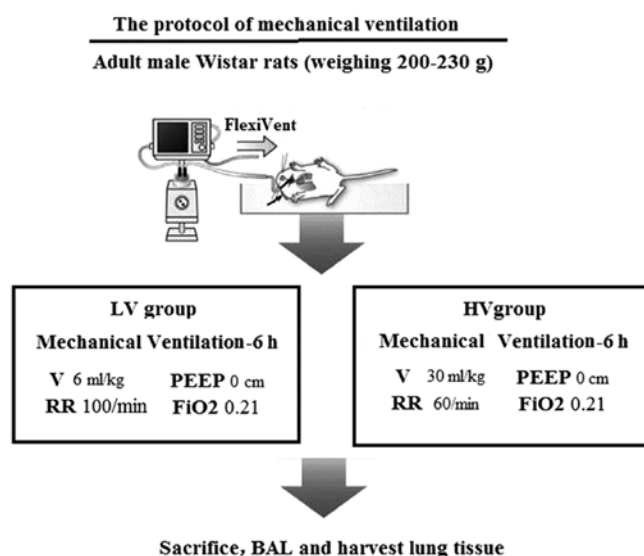 The protocol of mechanical ventilation
Adult male Wistar rats (weighing 200-230 g)
FlexiVent
LV group
Mechanical Ventilation-6 h
V 6 ml/kg PEEP 0 cm
RR 100/min FiO2 0.21
HVgroup
Mechanical Ventilation-6 h
V 30 ml/kg PEEP 0 cm
RR 60/min FiO2 0.21
Sacrifice, BAL and harvest lung tissue